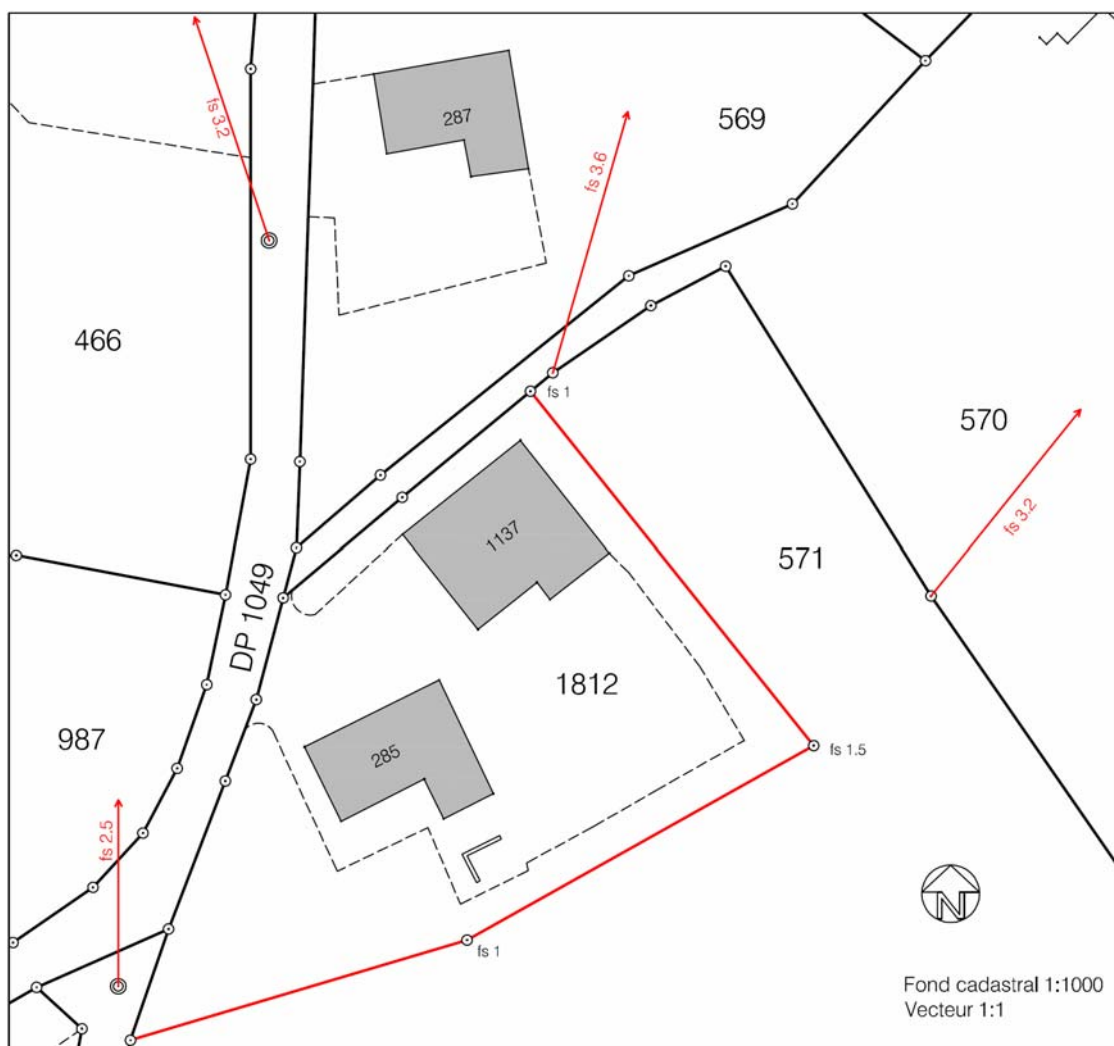 fs 3.2
287
569
fs 3.6
466
fs 1
570
1137
571
fs 3.2
DP 1049
1812
987
285
fs 1.5
fs 2.5
N
fs 1
Fond cadastral 1:1000
Vecteur 1:1